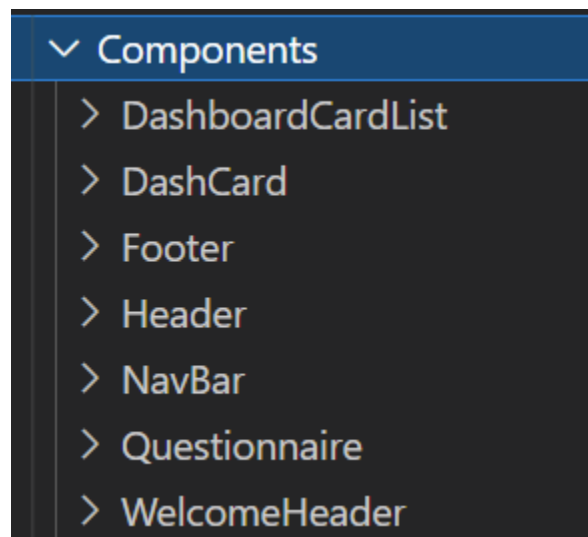 Components
DashboardCardList
DashCard
Footer
Header
NavBar
Questionnaire
WelcomeHeader